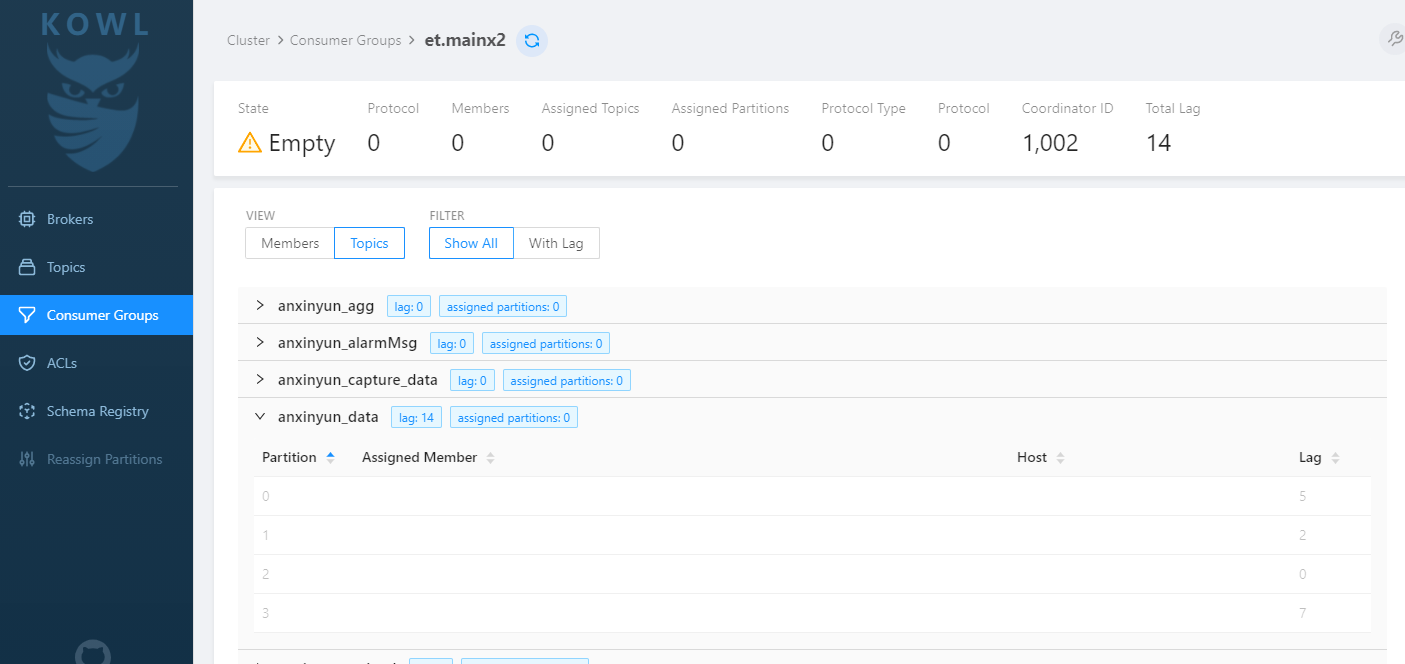 KOWL
Cluster > Consumer Groups > et.mainx2
State Protocol Members Assigned Topics Assigned Partitions Protocol Type Protocol Coordinator ID Total Lag
Empty 0 0 0 0 0 0 1,002 14
Brokers
Topics
Consumer Groups
ACLs
Schema Registry
Reassign Partitions
VIEW FILTER
Members Topics Show All With Lag
anxinyun_agg lag: 0 assigned partitions: 0
anxinyun_alarmMsg lag: 0 assigned partitions: 0
anxinyun_capture_data lag: 0 assigned partitions: 0
anxinyun_data lag: 14 assigned partitions: 0
Partition Assigned Member Host Lag
0 5
1 2
2 0
3 7